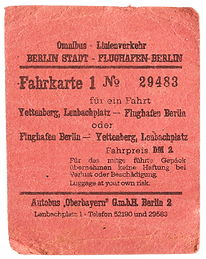 Omnibus - Linienverkehr
BERLIN STADT - FLUGHAFEN-BERLIN
Fahrkarte 1 № 29483
für ein Fahrt
Yettenberg, Lenbachplatz — Flughafen Berlin
oder
Flughafen Berlin — Yettenberg, Lenbachplatz
Fahrpreis DM 2.
Für das mitgeführte Gepäck
übernehmen keine Haftung bei
Verlust oder Beschädigung.
Luggage at your own risk.
Autobus „Oberbayern" G.m.b.H. Berlin 2
Lenbachplatz 1 - Telefon 52190 und 29583